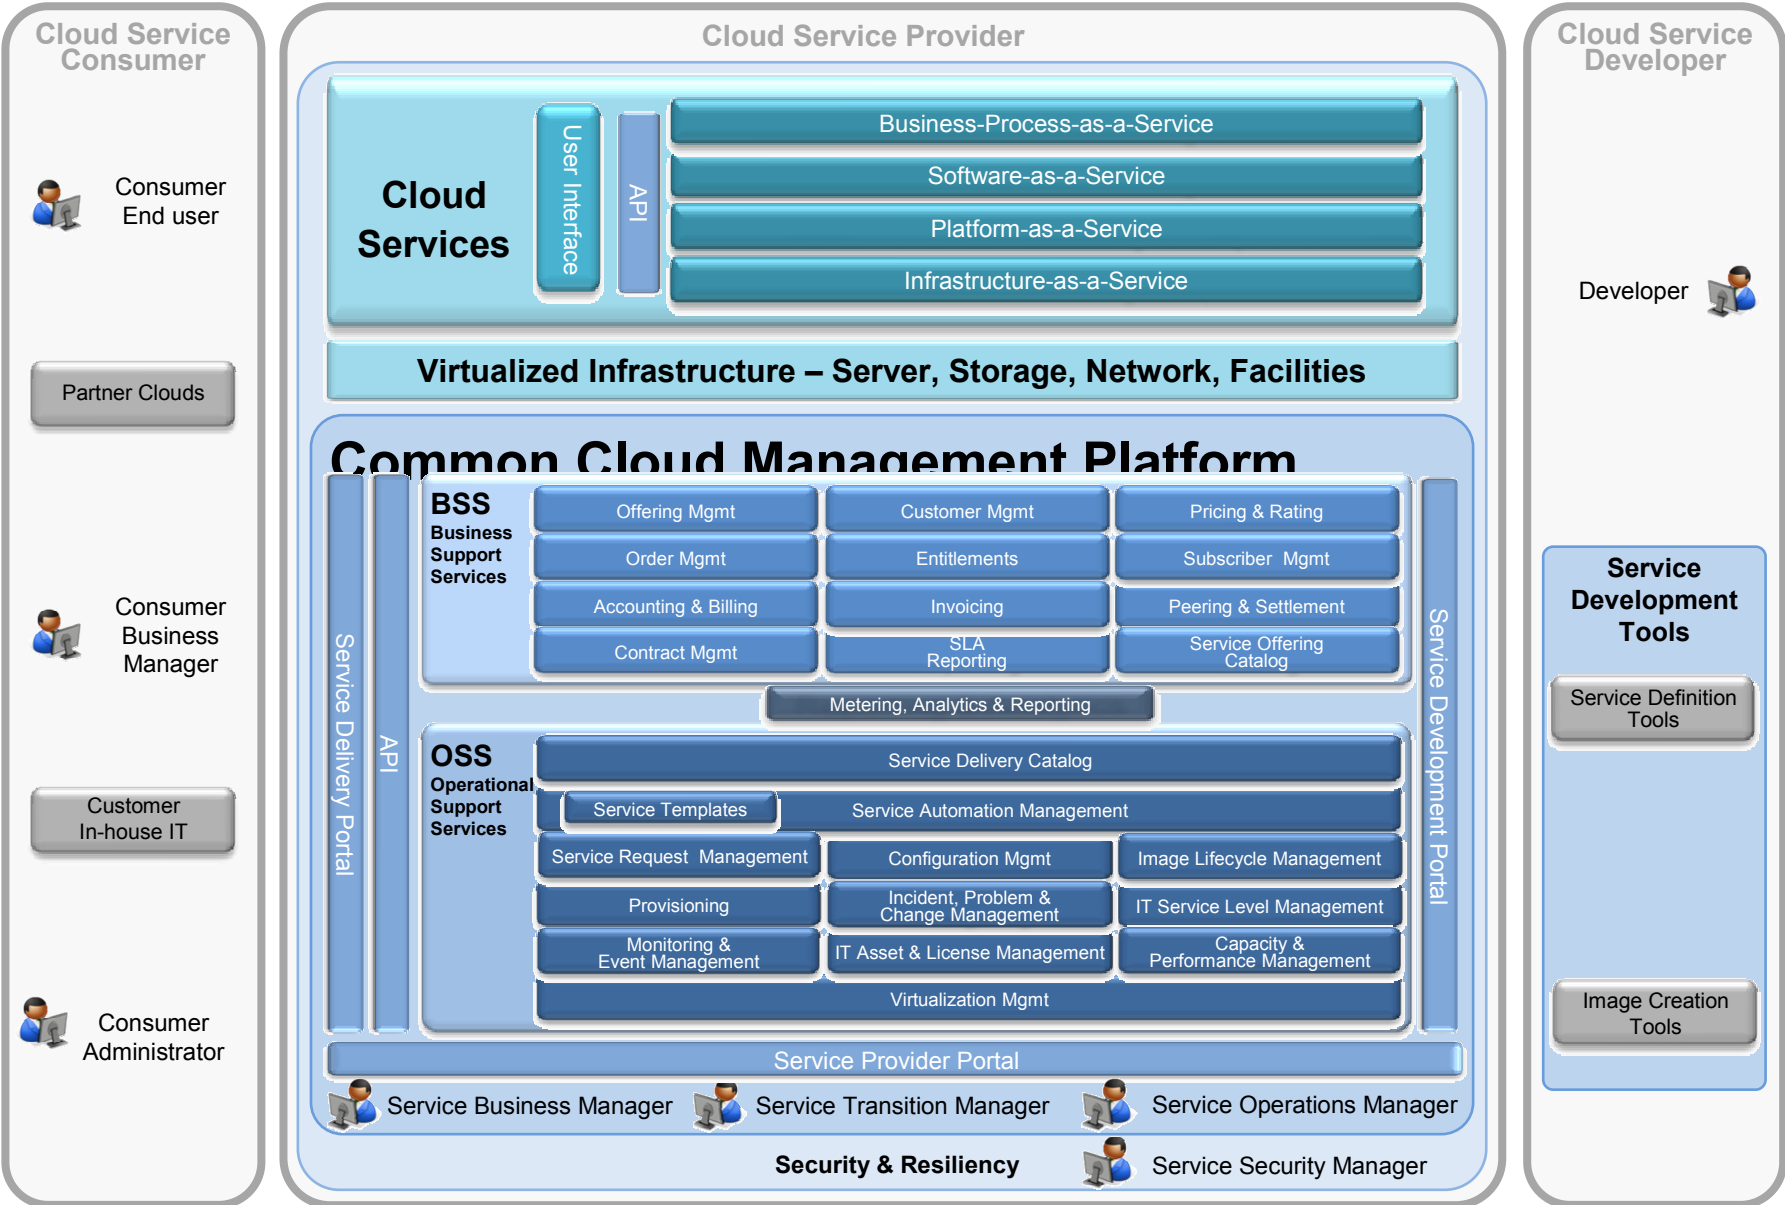 Cloud Service
Consumer
Consumer
End user
Partner Clouds
Consumer
Business
Manager
Customer
In-house IT
Consumer
Administrator
Cloud Service Provider
Cloud
Services
User Interface
API
Business-Process-as-a-Service
Software-as-a-Service
Platform-as-a-Service
Infrastructure-as-a-Service
Virtualized Infrastructure – Server, Storage, Network, Facilities
Common Cloud Management Platform
Service Delivery Portal
API
BSS
Business
Support
Services
Offering Mgmt
Customer Mgmt
Pricing & Rating
Order Mgmt
Entitlements
Subscriber Mgmt
Accounting & Billing
Invoicing
Peering & Settlement
Contract Mgmt
SLA
Reporting
Service Offering
Catalog
Metering, Analytics & Reporting
OSS
Operational
Support
Services
Service Delivery Catalog
Service Templates
Service Automation Management
Service Request Management
Configuration Mgmt
Image Lifecycle Management
Provisioning
Incident, Problem &
Change Management
IT Service Level Management
Monitoring &
Event Management
IT Asset & License Management
Capacity &
Performance Management
Virtualization Mgmt
Service Development Portal
Service Provider Portal
Service Business Manager
Service Transition Manager
Service Operations Manager
Security & Resiliency
Service Security Manager
Cloud Service
Developer
Developer
Service
Development
Tools
Service Definition
Tools
Image Creation
Tools